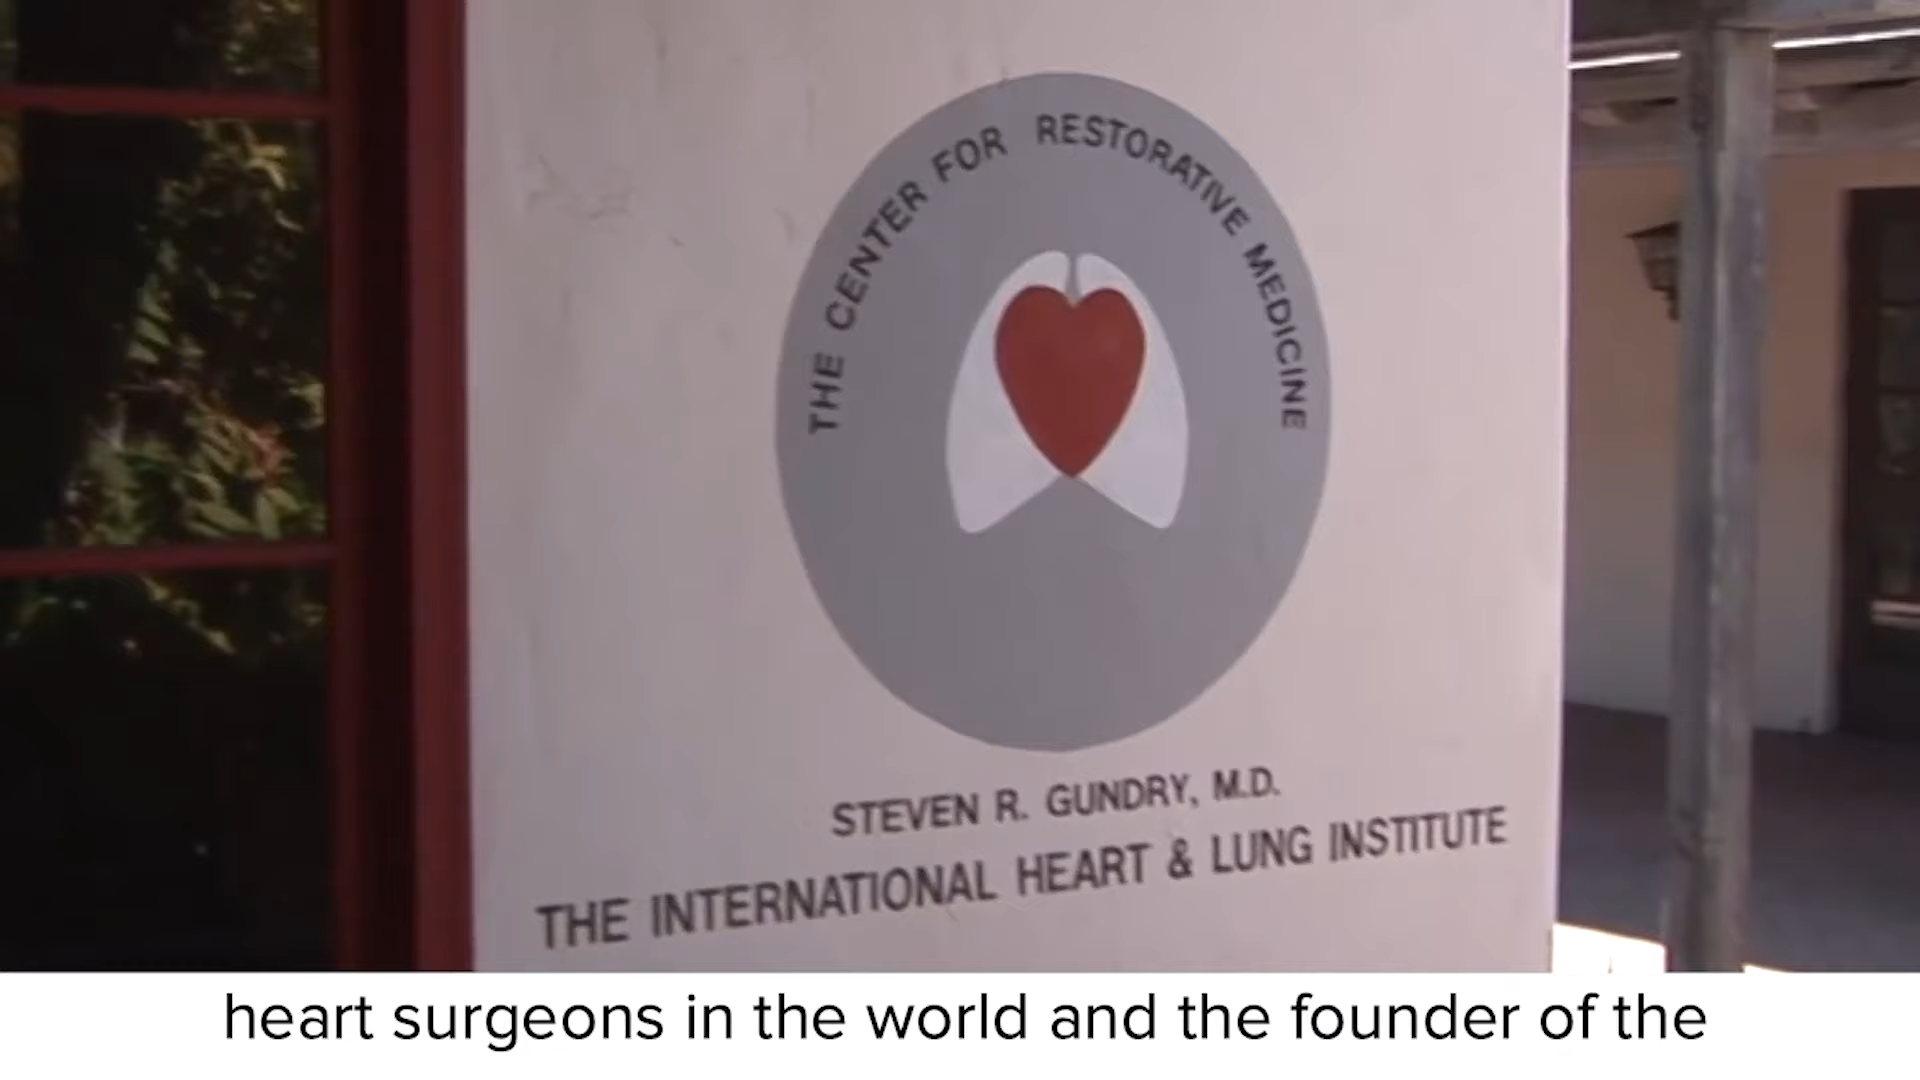 THE CENTER FOR RESTORATIVE MEDICINE
STEVEN R. GUNDRY, M.D.
THE INTERNATIONAL HEART & LUNG INSTITUTE
heart surgeons in the world and the founder of the